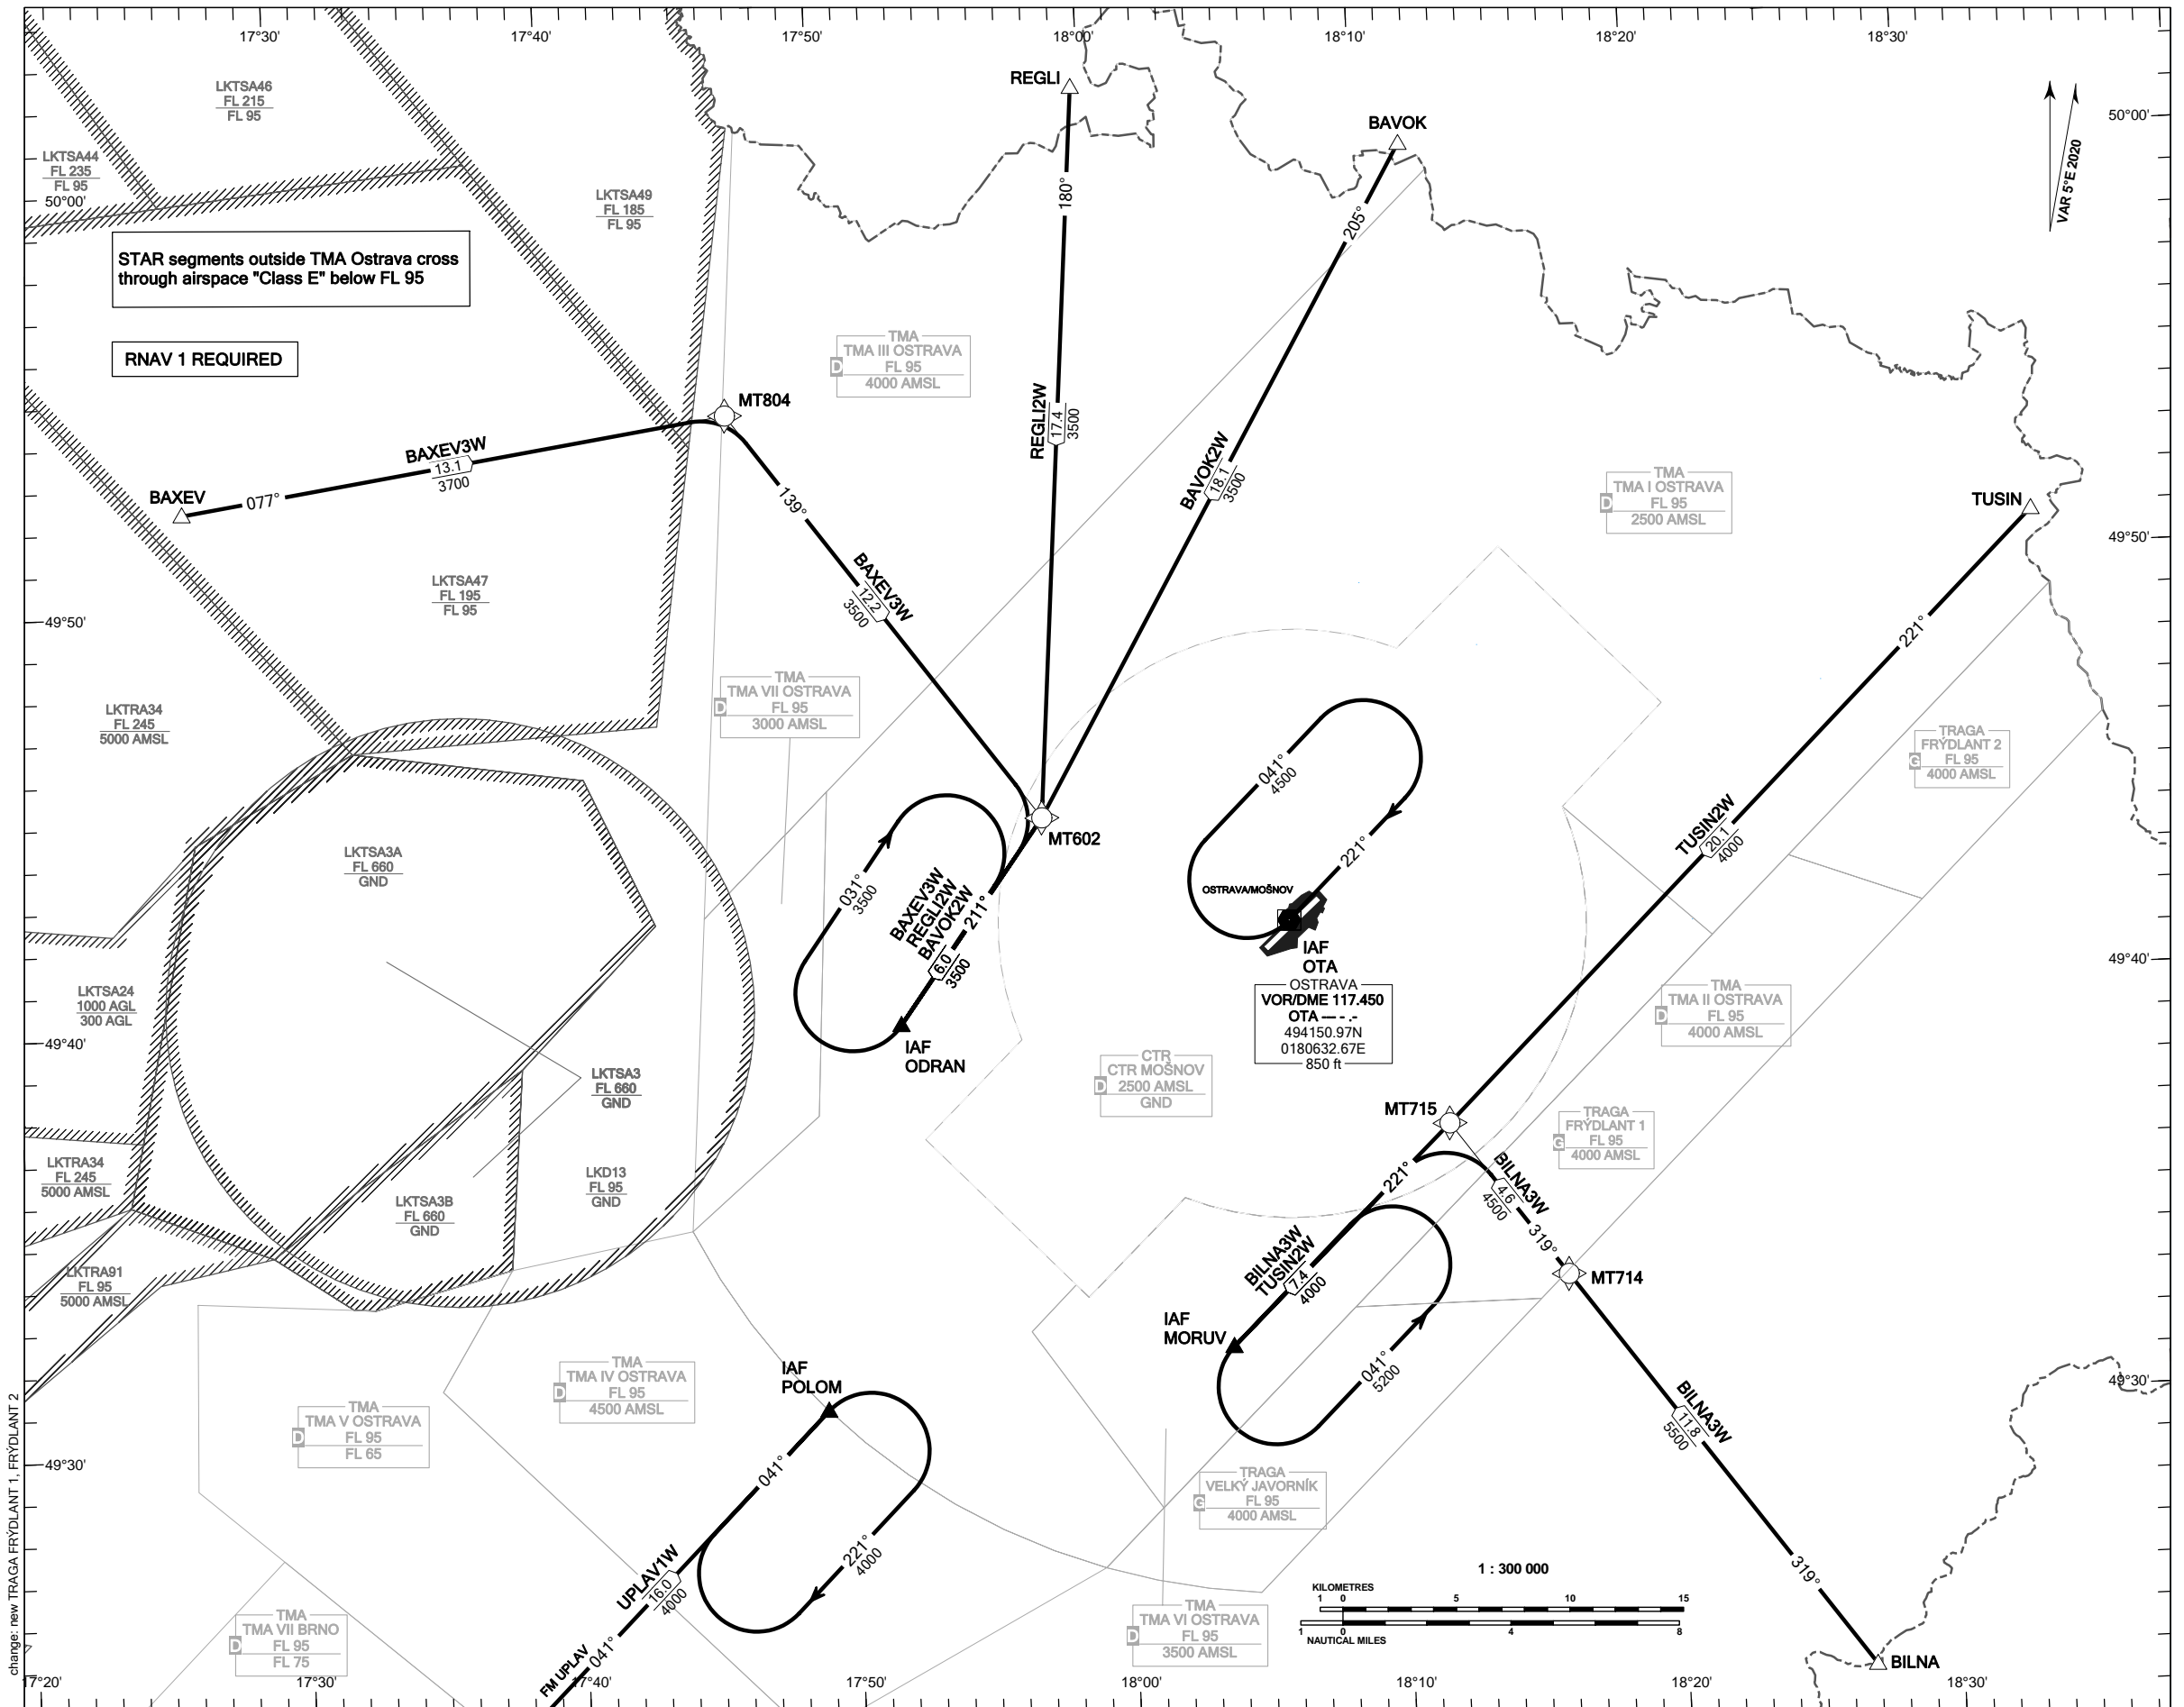 17°30'
17°40'
17°50'
18°00'
18°10'
18°20'
18°30'
REGLI
BAVOK
50°00'
VAR 5°E 2020
LKTSA46
FL 215
FL 95
LKTSA44
FL 235
FL 95
50°00'
LKTSA49
FL 185
FL 95
180°
205°
STAR segments outside TMA Ostrava cross
through airspace "Class E" below FL 95
RNAV 1 REQUIRED
TMA
TMA III OSTRAVA
D
FL 95
4000 AMSL
MT804
REGLI2W
17.4
3500
BAXEV3W
13.1
3700
BAXEV
077°
139°
BAVOK2W
18.1
3500
TMA
TMA I OSTRAVA
D
FL 95
2500 AMSL
TUSIN
49°50'
BAXEV3W
12.2
3500
LKTSA47
FL 195
FL 95
49°50'
221°
TMA
TMA VII OSTRAVA
D
FL 95
3000 AMSL
LKTRA34
FL 245
5000 AMSL
TRAGA
FRÝDLANT 2
G
FL 95
4000 AMSL
041°
4500
MT602
221°
TUSIN2W
20.1
4000
LKTSA3A
FL 660
GND
031°
3500
BAXEV3W
REGLI2W
BAVOK2W
211°
6.0
3500
OSTRAVA/MOŠNOV
IAF
OTA
OSTRAVA
VOR/DME 117.450
OTA --- - .-
494150.97N
0180632.67E
850 ft
49°40'
LKTSA24
1000 AGL
300 AGL
49°40'
IAF
ODRAN
TMA
TMA II OSTRAVA
D
FL 95
4000 AMSL
CTR
CTR MOŠNOV
D
2500 AMSL
GND
LKTSA3
FL 660
GND
MT715
TRAGA
FRÝDLANT 1
G
FL 95
4000 AMSL
LKTRA34
FL 245
5000 AMSL
LKD13
FL 95
GND
LKTSA3B
FL 660
GND
221°
BILNA3W
4.6
4500
319°
MT714
LKTRA91
FL 95
5000 AMSL
BILNA3W
TUSIN2W
7.4
4000
IAF
MORUV
041°
5200
49°30'
IAF
POLOM
TMA
TMA IV OSTRAVA
D
FL 95
4500 AMSL
TMA
TMA V OSTRAVA
D
FL 95
FL 65
BILNA3W
11.8
5500
49°30'
041°
TRAGA
VELKÝ JAVORNÍK
G
FL 95
4000 AMSL
221°
4000
UPLAV1W
16.0
4000
1 : 300 000
KILOMETRES
1 0 5 10 15
1 0 4 8
NAUTICAL MILES
319°
TMA
TMA VII BRNO
D
FL 95
FL 75
TMA
TMA VI OSTRAVA
D
FL 95
3500 AMSL
FM UPLAV
041°
BILNA
17°20'
17°30'
17°40'
17°50'
18°00'
18°10'
18°20'
18°30'
change: new TRAGA FRÝDLANT 1, FRÝDLANT 2